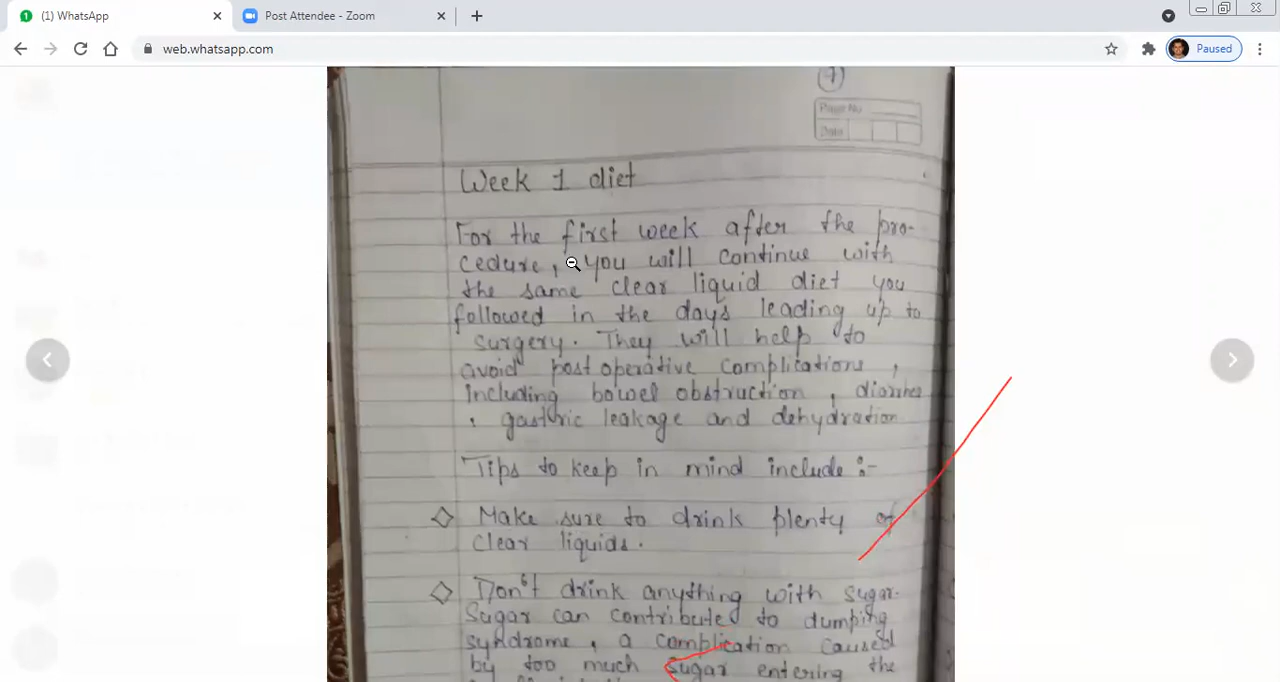 (1) WhatsApp
Post Attendee - Zoom
web.whatsapp.com
Paused
(7)
Page No
Date
Week 1 diet
For the first week after the pro-
cedure, you will continue with
the same clear liquid diet you
followed in the days leading up to
surgery. They will help to
avoid postoperative complications,
including bowel obstruction, diarrhea
, gastric leakage and dehydration
Tips to keep in mind include :-
Make sure to drink plenty of
clear liquids.
Don't drink anything with sugar.
Sugar can contribute to dumping
syndrome, a complication caused
by too much sugar entering the